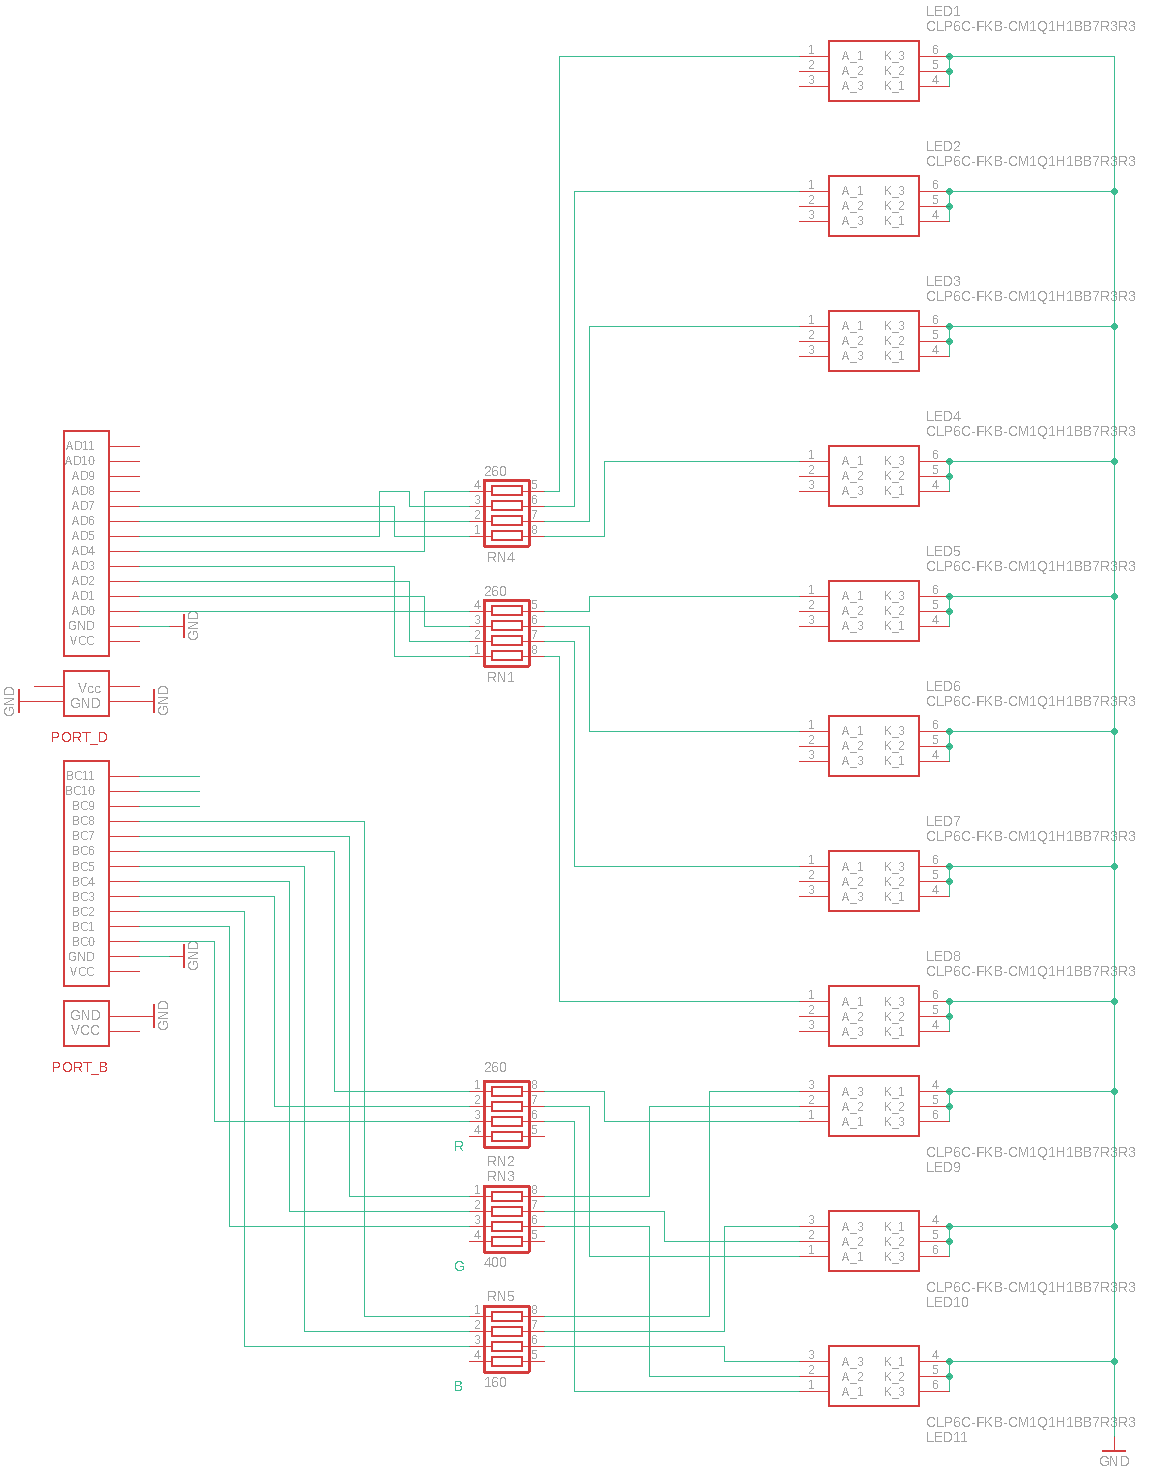 LED1
CLP6C-FKB-CM1Q1H1BB7R3R3
1 A_1 K_3 6
2 A_2 K_2 5
3 A_3 K_1 4
LED2
CLP6C-FKB-CM1Q1H1BB7R3R3
1 A_1 K_3 6
2 A_2 K_2 5
3 A_3 K_1 4
LED3
CLP6C-FKB-CM1Q1H1BB7R3R3
1 A_1 K_3 6
2 A_2 K_2 5
3 A_3 K_1 4
LED4
CLP6C-FKB-CM1Q1H1BB7R3R3
1 A_1 K_3 6
2 A_2 K_2 5
3 A_3 K_1 4
AD11
AD10
AD9
AD8
AD7
AD6
AD5
AD4
AD3
AD2
AD1
AD0
GND GND
VCC
260
4 5
3 6
2 7
1 8
RN4
260
4 5
3 6
2 7
1 8
RN1
LED5
CLP6C-FKB-CM1Q1H1BB7R3R3
1 A_1 K_3 6
2 A_2 K_2 5
3 A_3 K_1 4
LED6
CLP6C-FKB-CM1Q1H1BB7R3R3
1 A_1 K_3 6
2 A_2 K_2 5
3 A_3 K_1 4
Vcc
GND GND GND
PORT_D
BC11
BC10
BC9
BC8
BC7
BC6
BC5
BC4
BC3
BC2
BC1
BC0
GND GND
VCC
GND GND
VCC
PORT_B
LED7
CLP6C-FKB-CM1Q1H1BB7R3R3
1 A_1 K_3 6
2 A_2 K_2 5
3 A_3 K_1 4
LED8
CLP6C-FKB-CM1Q1H1BB7R3R3
1 A_1 K_3 6
2 A_2 K_2 5
3 A_3 K_1 4
260
1 8
2 7
3 6
4 5
R
RN2
RN3
1 8
2 7
3 6
4 5
G 400
RN5
1 8
2 7
3 6
4 5
B 160
3 A_3 K_1 4
2 A_2 K_2 5
1 A_1 K_3 6
CLP6C-FKB-CM1Q1H1BB7R3R3
LED9
3 A_3 K_1 4
2 A_2 K_2 5
1 A_1 K_3 6
CLP6C-FKB-CM1Q1H1BB7R3R3
LED10
3 A_3 K_1 4
2 A_2 K_2 5
1 A_1 K_3 6
CLP6C-FKB-CM1Q1H1BB7R3R3
LED11
GND